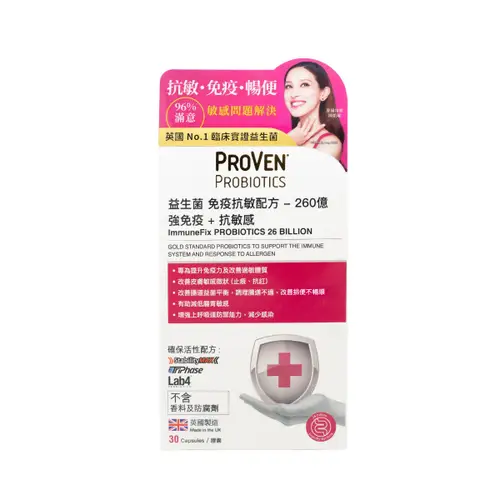 抗敏•免疫•暢便
96%
滿意
敏感問題解決
英國 No.1 臨床實證益生菌
PROVEN
PROBIOTICS
益生菌 免疫抗敏配方 – 260億
強免疫 + 抗敏感
ImmuneFix PROBIOTICS 26 BILLION
GOLD STANDARD PROBIOTICS TO SUPPORT THE IMMUNE
SYSTEM AND RESPONSE TO ALLERGEN
• 專為提升免疫力及改善過敏體質
• 改善皮膚敏感徵狀 (止痕、抗紅)
• 改善腸道益菌平衡，調理腸道不適、改善排便不暢順
• 有助減低腸胃敏感
• 增強上呼吸道防禦能力、減少感染
確保活性配方 :
StabilityMAX
TriPhase
Lab4
不含
香料及防腐劑
英國製造
Made in the UK
30 Capsules / 膠囊